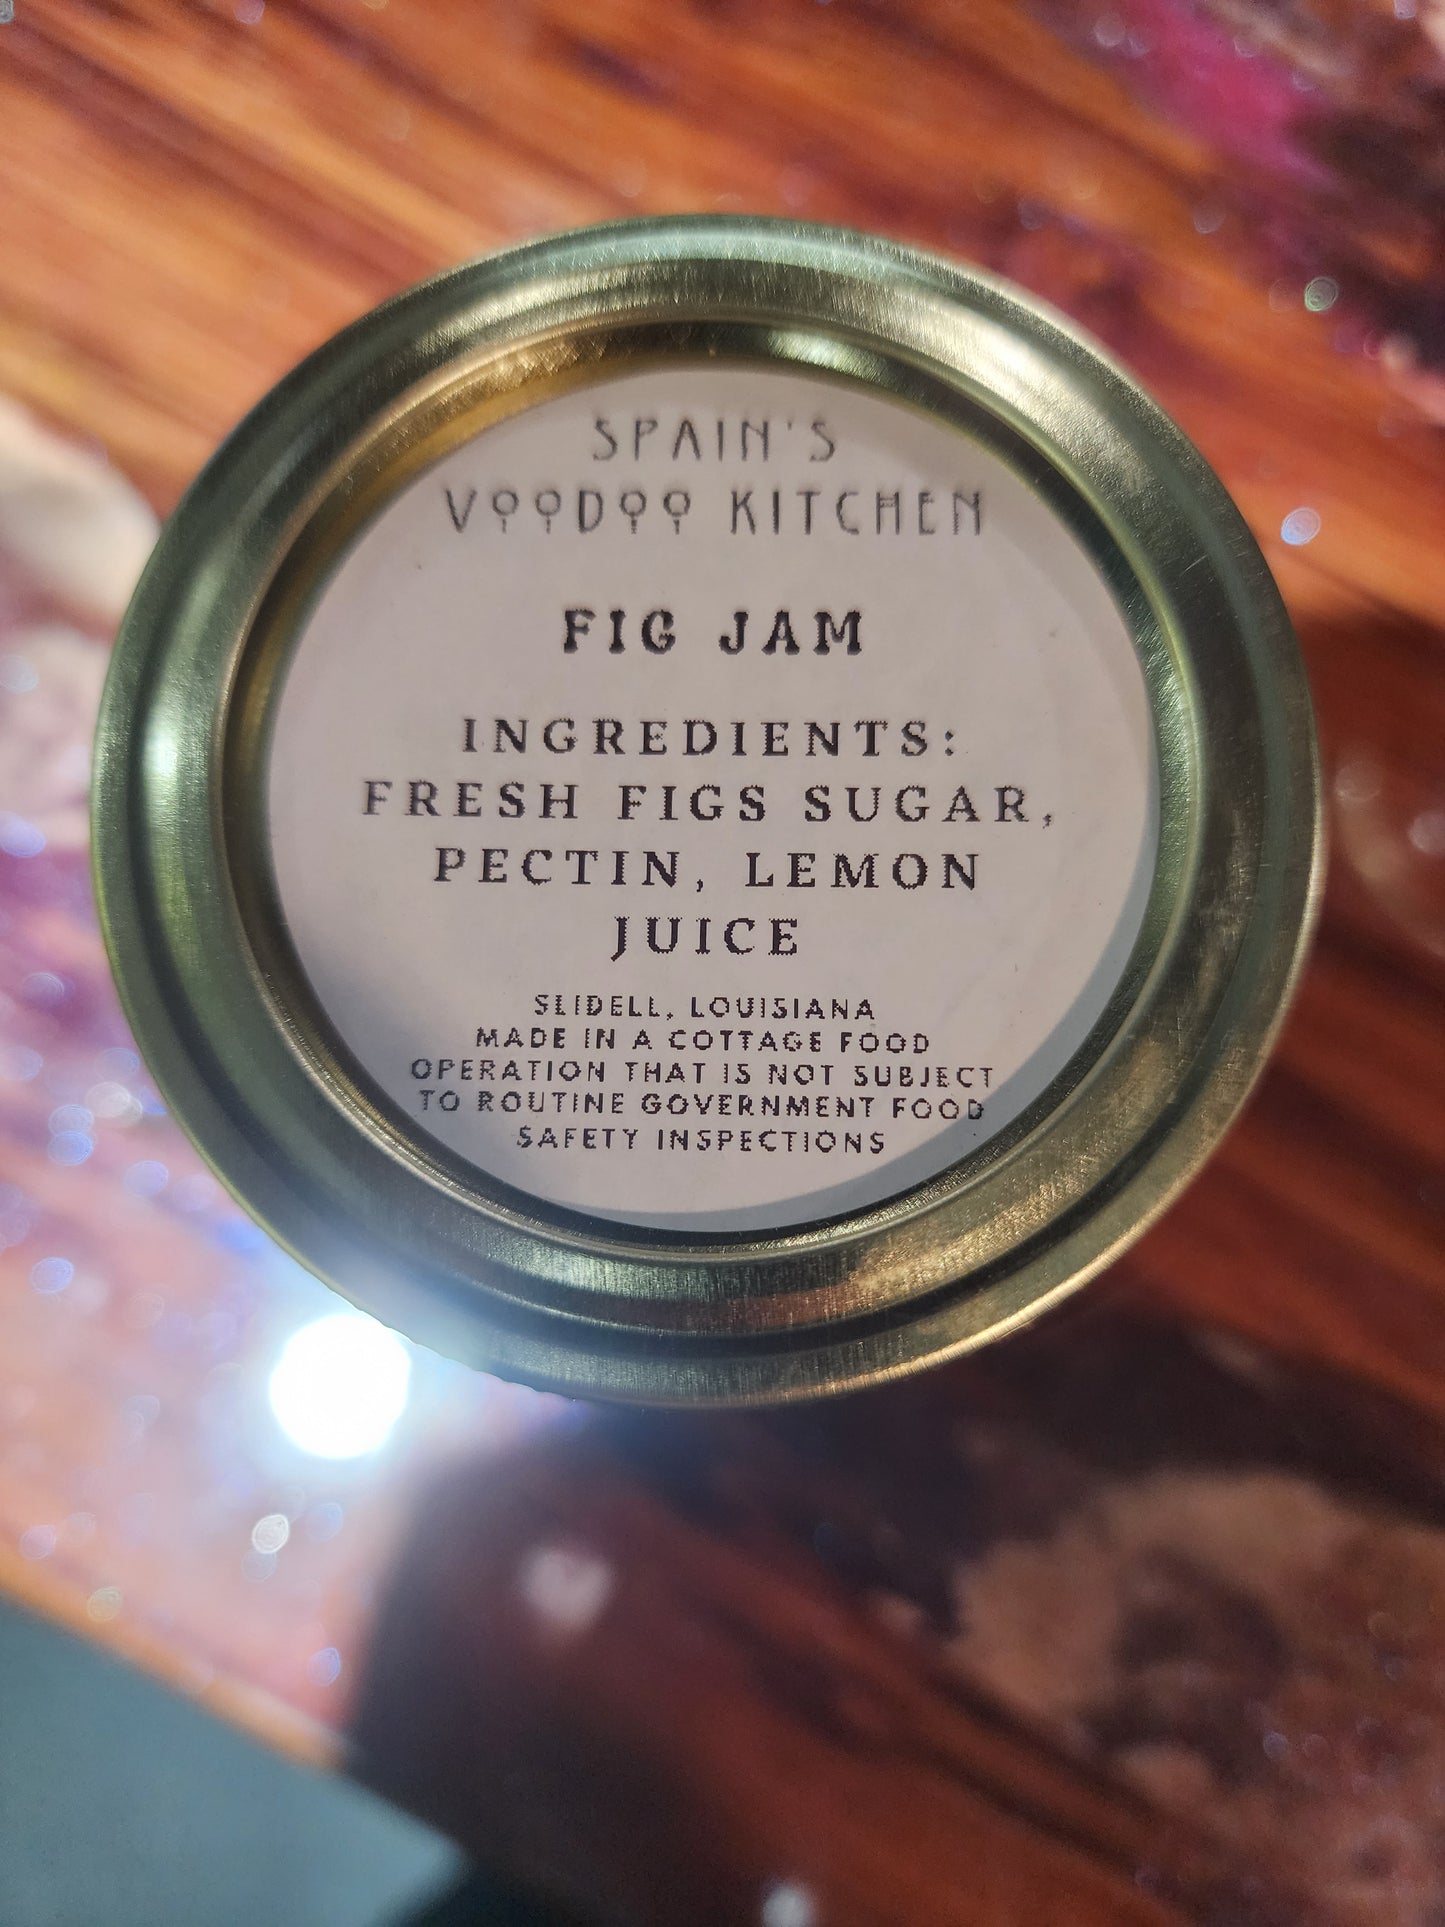 SPAIN'S
VOODOO KITCHEN
FIG JAM
INGREDIENTS:
FRESH FIGS SUGAR,
PECTIN, LEMON
JUICE
SLIDELL, LOUISIANA
MADE IN A COTTAGE FOOD
OPERATION THAT IS NOT SUBJECT
TO ROUTINE GOVERNMENT FOOD
SAFETY INSPECTIONS